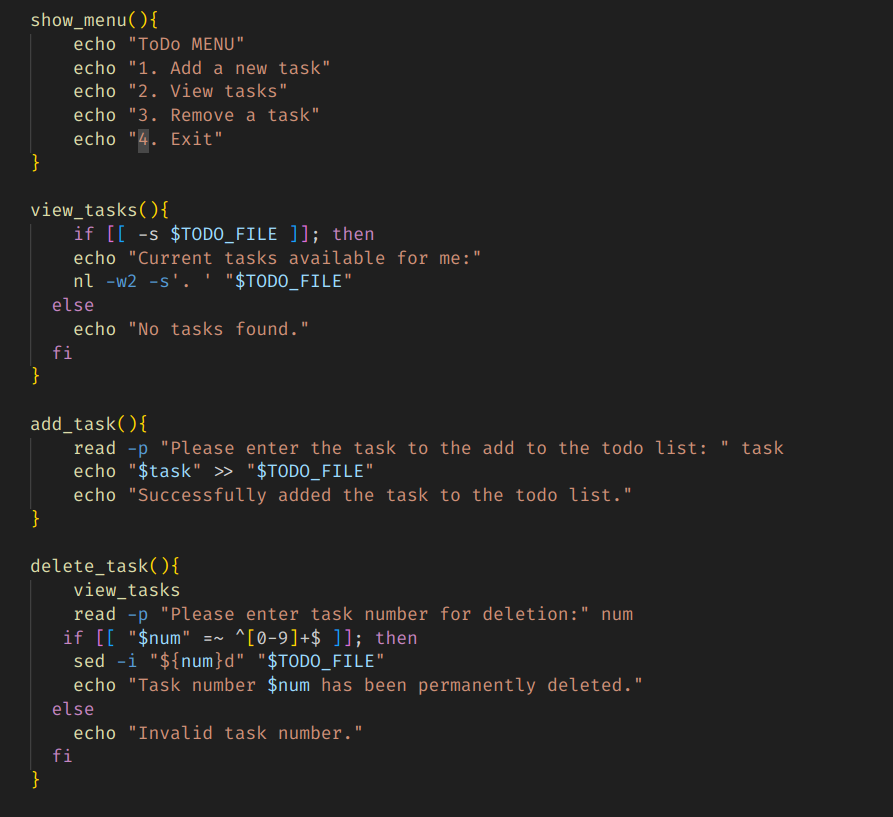 show_menu(){
    echo "ToDo MENU"
    echo "1. Add a new task"
    echo "2. View tasks"
    echo "3. Remove a task"
    echo "4. Exit"
}

view_tasks(){
    if [[ -s $TODO_FILE ]]; then
    echo "Current tasks available for me:"
    nl -w2 -s'. ' "$TODO_FILE"
  else
    echo "No tasks found."
  fi
}

add_task(){
    read -p "Please enter the task to the add to the todo list: " task
    echo "$task" >> "$TODO_FILE"
    echo "Successfully added the task to the todo list."
}

delete_task(){
    view_tasks
    read -p "Please enter task number for deletion:" num
   if [[ "$num" =~ ^[0-9]+$ ]]; then
    sed -i "${num}d" "$TODO_FILE"
    echo "Task number $num has been permanently deleted."
  else
    echo "Invalid task number."
  fi
}